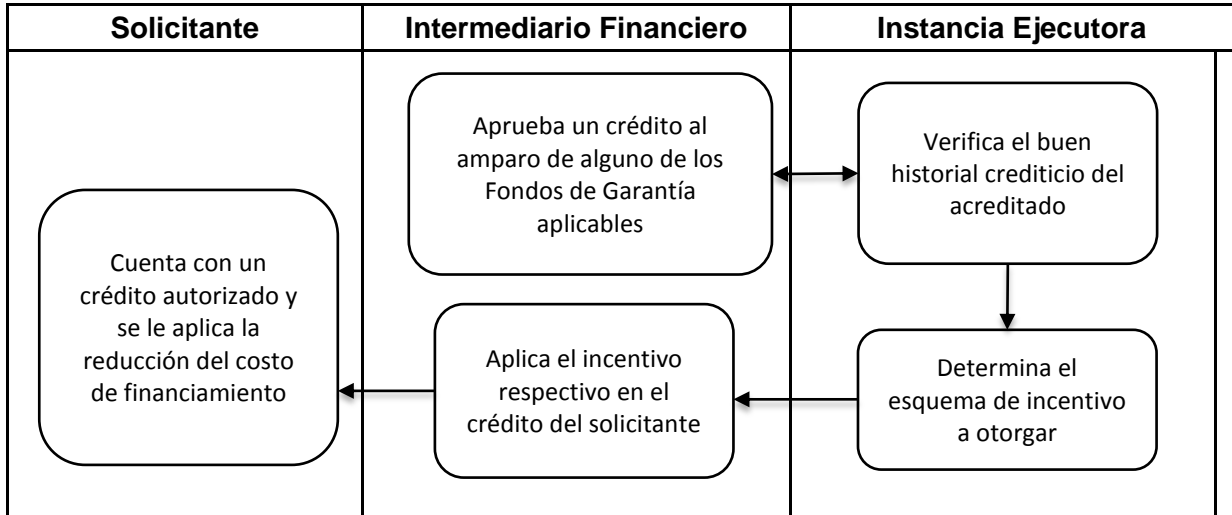 Solicitante
Intermediario Financiero
Instancia Ejecutora
Aprueba un crédito al
amparo de alguno de los
Fondos de Garantía
aplicables
Verifica el buen
historial crediticio del
acreditado
Cuenta con un
crédito autorizado y
se le aplica la
reducción del costo
de financiamiento
Aplica el incentivo
respectivo en el
crédito del solicitante
Determina el
esquema de incentivo
a otorgar